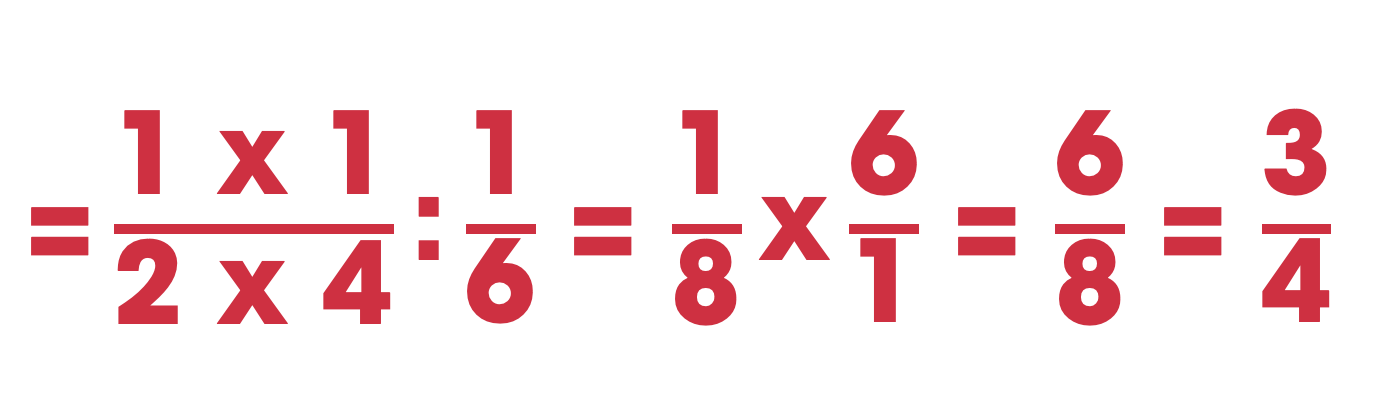 = 1 x 1 / 2 x 4 : 1 / 6 = 1 / 8 x 6 / 1 = 6 / 8 = 3 / 4